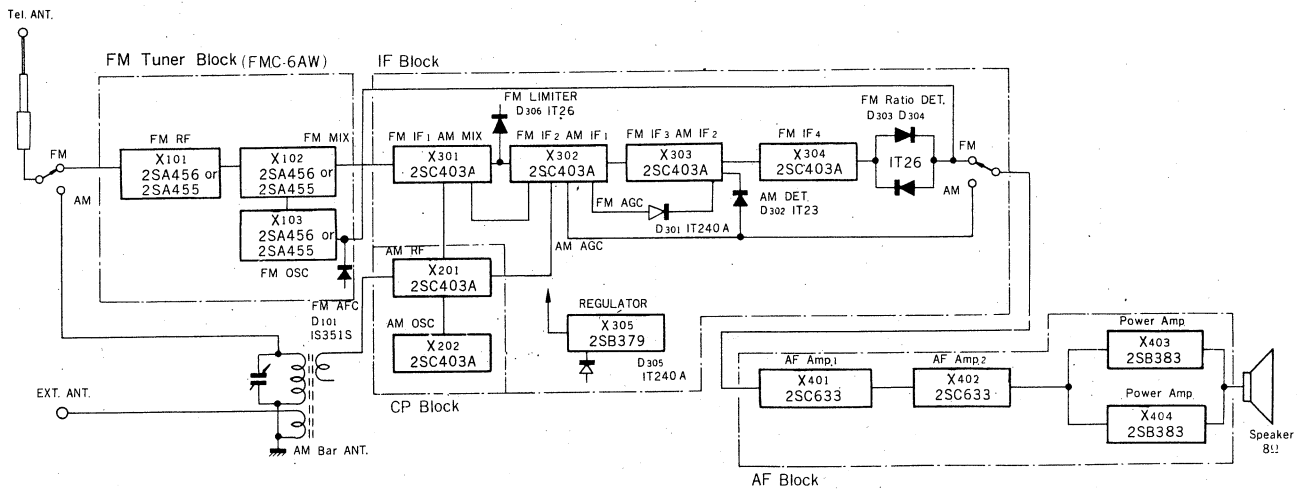 Tel. ANT.
FM Tuner Block (FMC-6AW)
IF Block
FM
AM
FM RF
X101
2SA456 or
2SA455
FM MIX
X102
2SA456 or
2SA455
X103
2SA456 or
2SA455
FM OSC
FM AFC
D101
IS351S
FM IF1 AM MIX
X301
2SC403A
FM LIMITER
D306 IT26
FM IF2 AM IF1
X302
2SC403A
FM IF3 AM IF2
X303
2SC403A
FM IF4
X304
2SC403A
FM Ratio DET.
D303 D304
IT26
FM
AM
FM AGC
D301 IT240A
AM DET.
D302 IT23
AM AGC
AM RF
X201
2SC403A
AM OSC
X202
2SC403A
REGULATOR
X305
2SB379
D305
IT240A
CP Block
EXT. ANT.
AM Bar ANT.
AF Amp.1
X401
2SC633
AF Amp.2
X402
2SC633
Power Amp
X403
2SB383
Power Amp
X404
2SB383
Speaker
8Ω
AF Block